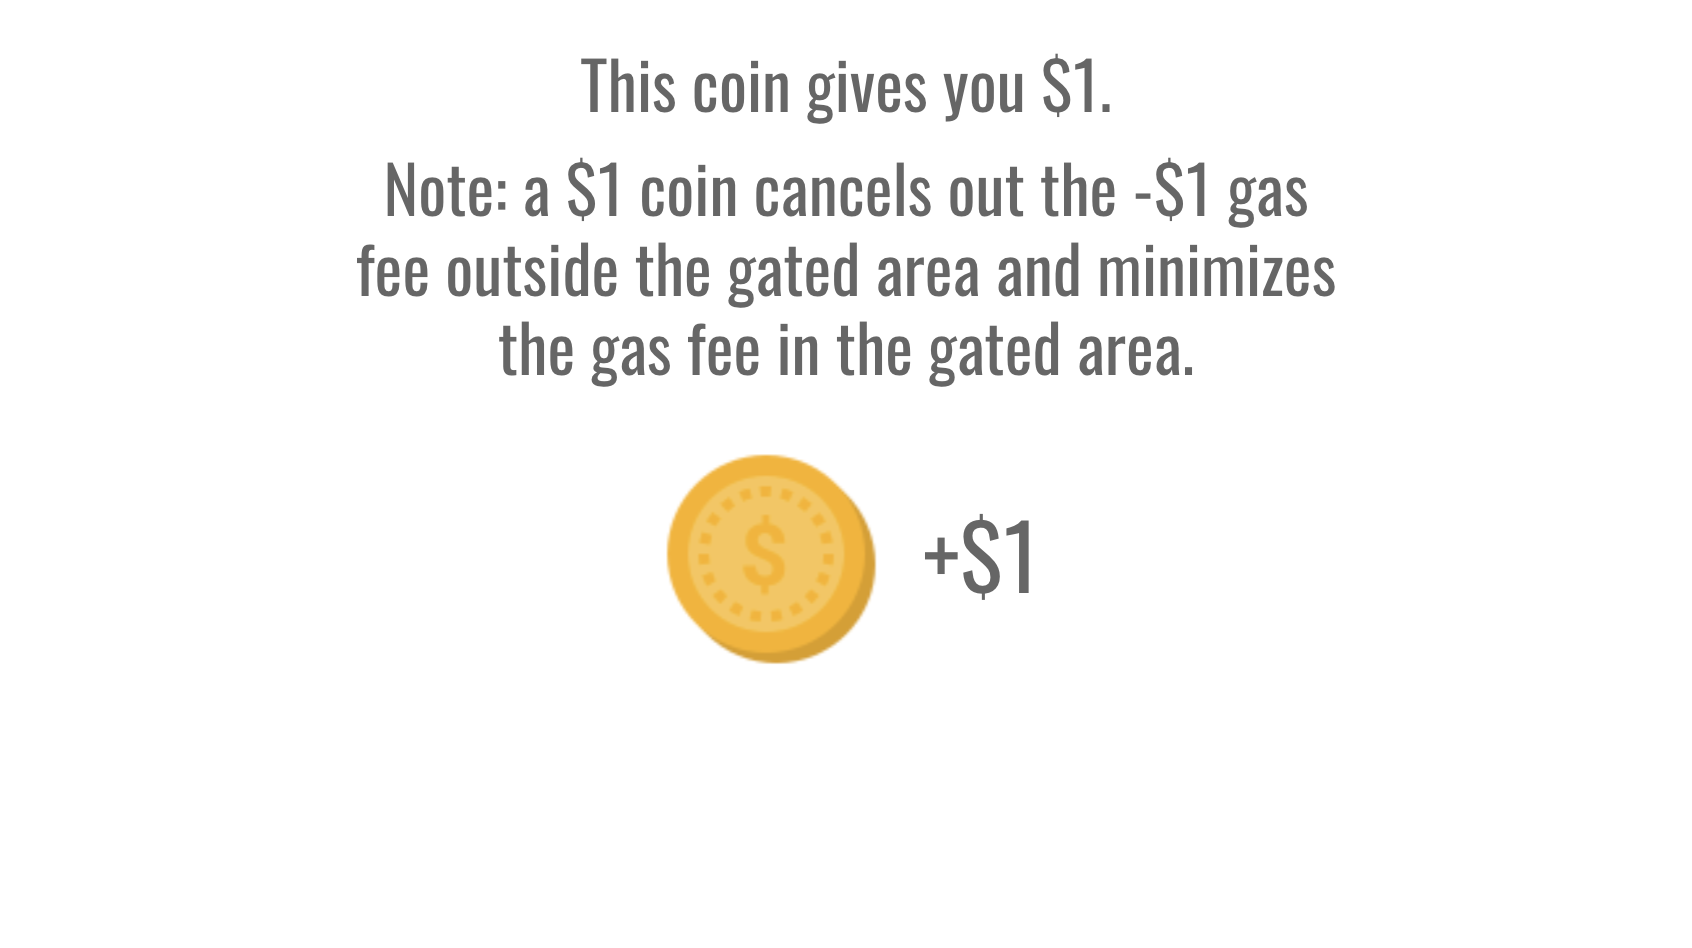 This coin gives you $1.
Note: a $1 coin cancels out the -$1 gas
fee outside the gated area and minimizes
the gas fee in the gated area.
$
+$1